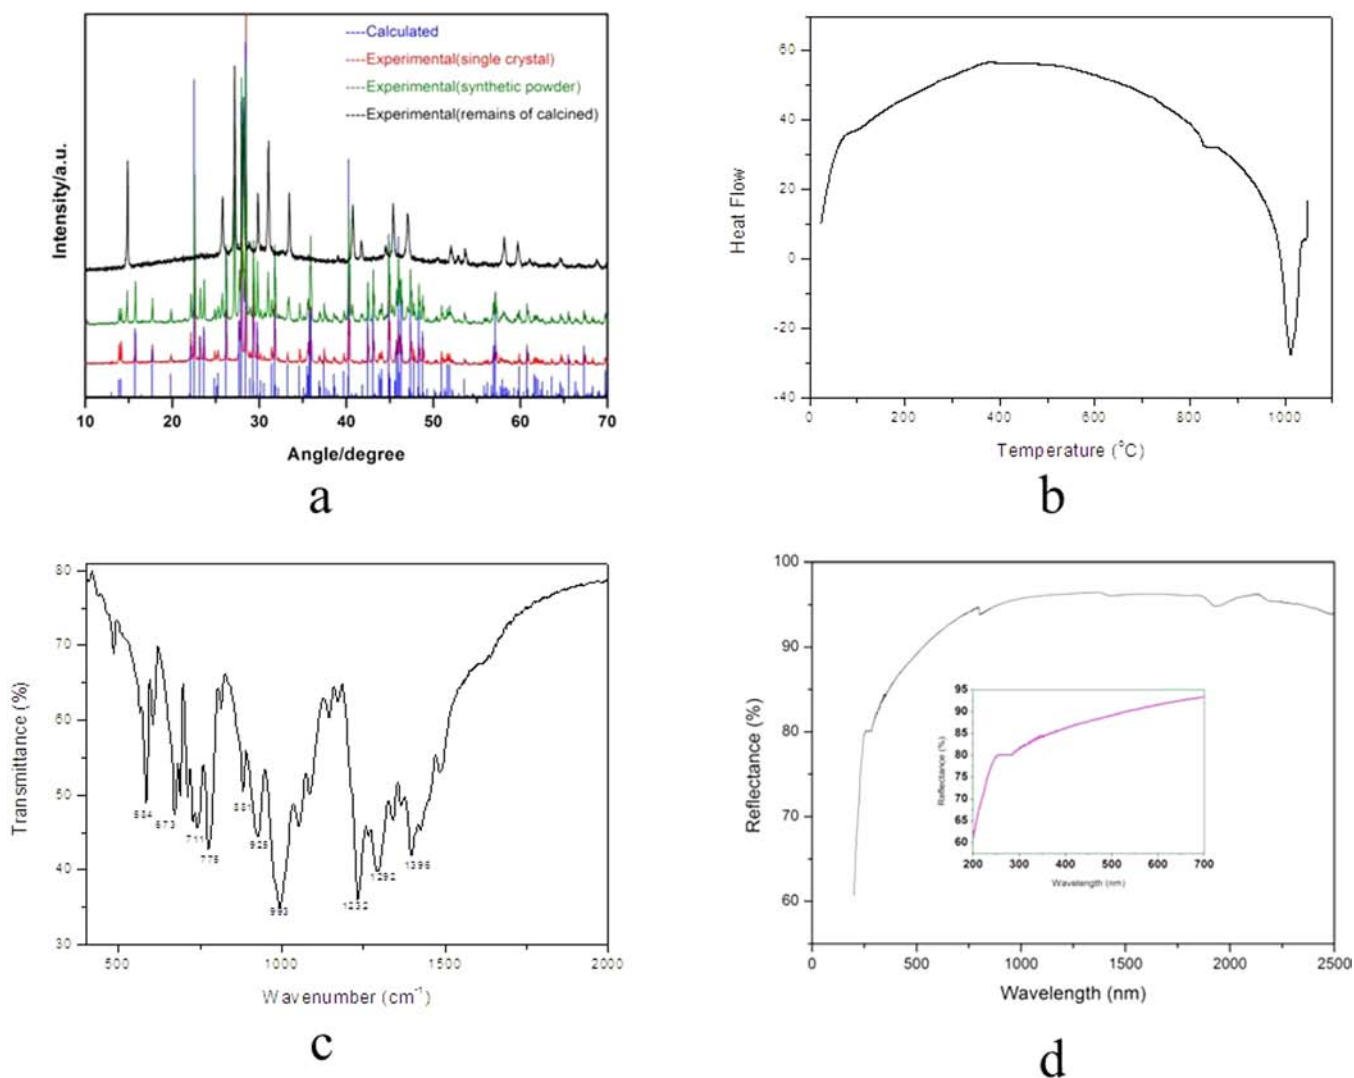 ----Calculated
----Experimental(single crystal)
----Experimental(synthetic powder)
----Experimental(remains of calcined)
Intensity/a.u.
10 20 30 40 50 60 70
Angle/degree
a
60
40
20
0
-20
-40
Heat Flow
0 200 400 600 800 1000
Temperature (°C)
b
80
70
60
50
40
30
Transmittance (%)
584 673 711 775 881 925 993 1232 1292 1396
500 1000 1500 2000
Wavenumber (cm⁻¹)
c
100
90
80
70
60
Reflectance (%)
95
90
85
80
75
70
65
60
Reflectance (%)
200 300 400 500 600 700
Wavelength (nm)
0 500 1000 1500 2000 2500
Wavelength (nm)
d